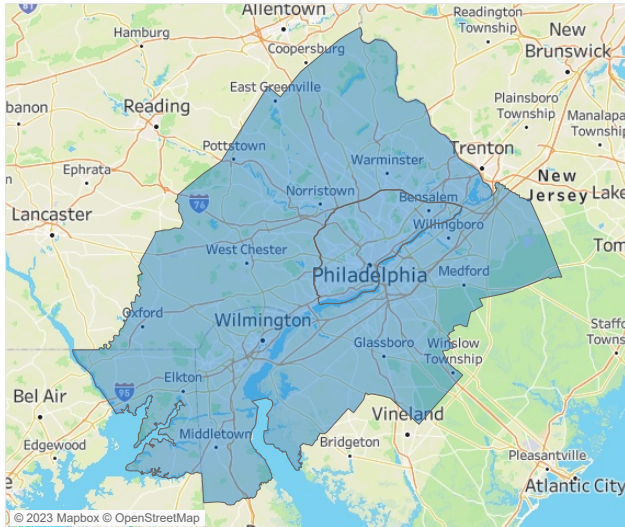 81
Allentown
Readington
Township
Hamburg
Coopersburg
New
Brunswick
East Greenville
Plainsboro
Township
banon
Reading
Manalapa
Township
Pottstown
Warminster
Trenton
Ephrata
Norristown
New
Jersey
Lake
76
Bensalem
Lancaster
Willingboro
West Chester
Tom
Philadelphia
Medford
Oxford
Wilmington
Staffo
Towns
Glassboro
Winslow
Township
Elkton
95
Bel Air
Vineland
Middletown
Edgewood
Bridgeton
Pleasantville
Atlantic City
© 2023 Mapbox © OpenStreetMap